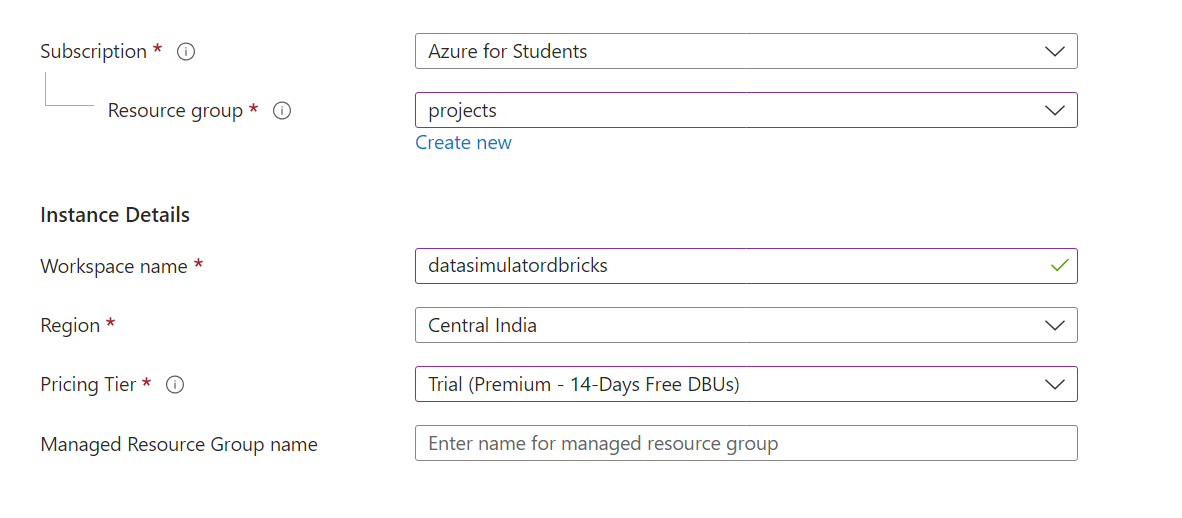 Subscription *
Azure for Students
Resource group *
projects
Create new
Instance Details
Workspace name *
datasimulatordbricks
Region *
Central India
Pricing Tier *
Trial (Premium - 14-Days Free DBUs)
Managed Resource Group name
Enter name for managed resource group